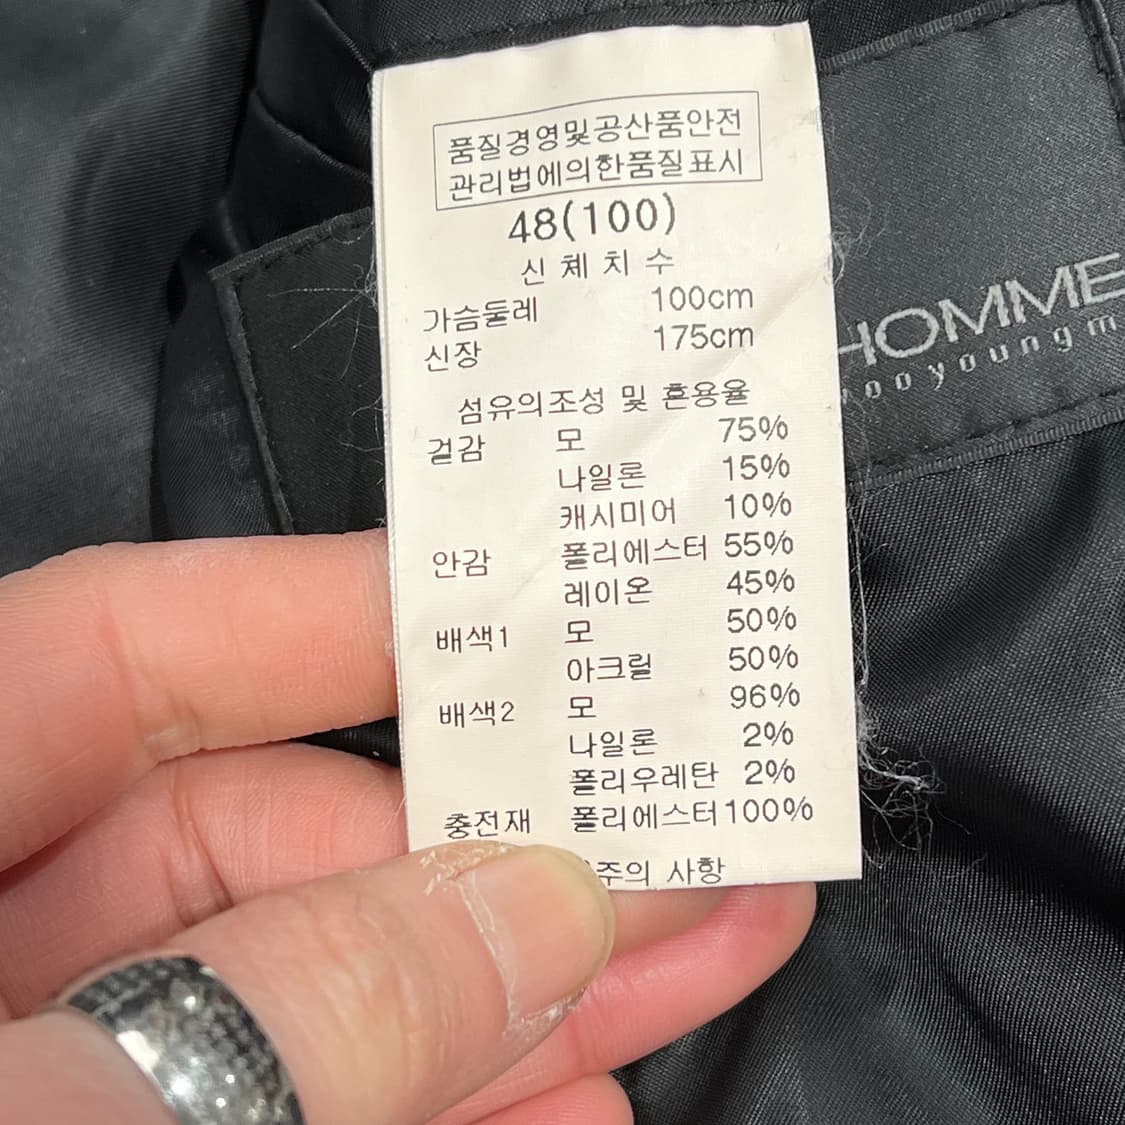 품질경영및공산품안전
관리법에의한품질표시
48(100)
신체치수
가슴둘레 100cm
신장 175cm
섬유의조성 및 혼용율
겉감 모 75%
나일론 15%
캐시미어 10%
안감 폴리에스터 55%
레이온 45%
배색1 모 50%
아크릴 50%
배색2 모 96%
나일론 2%
폴리우레탄 2%
충전재 폴리에스터 100%
주의 사항
HOMME
ooyoungm